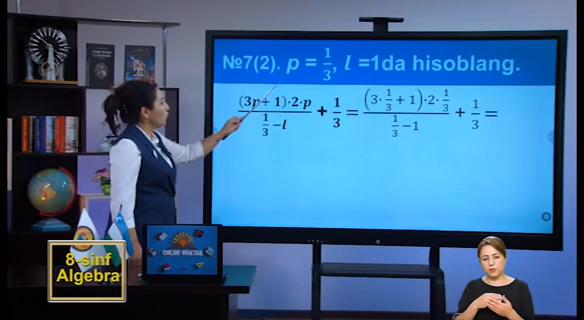 №7(2). p = 1/3, l =1da hisoblang.
(3p+1)·2·p / (1/3 − l) + 1/3 = (3·1/3 + 1)·2·1/3 / (1/3 − 1) + 1/3 =
ONLINE-MAKTAB
8-sinf
Algebra